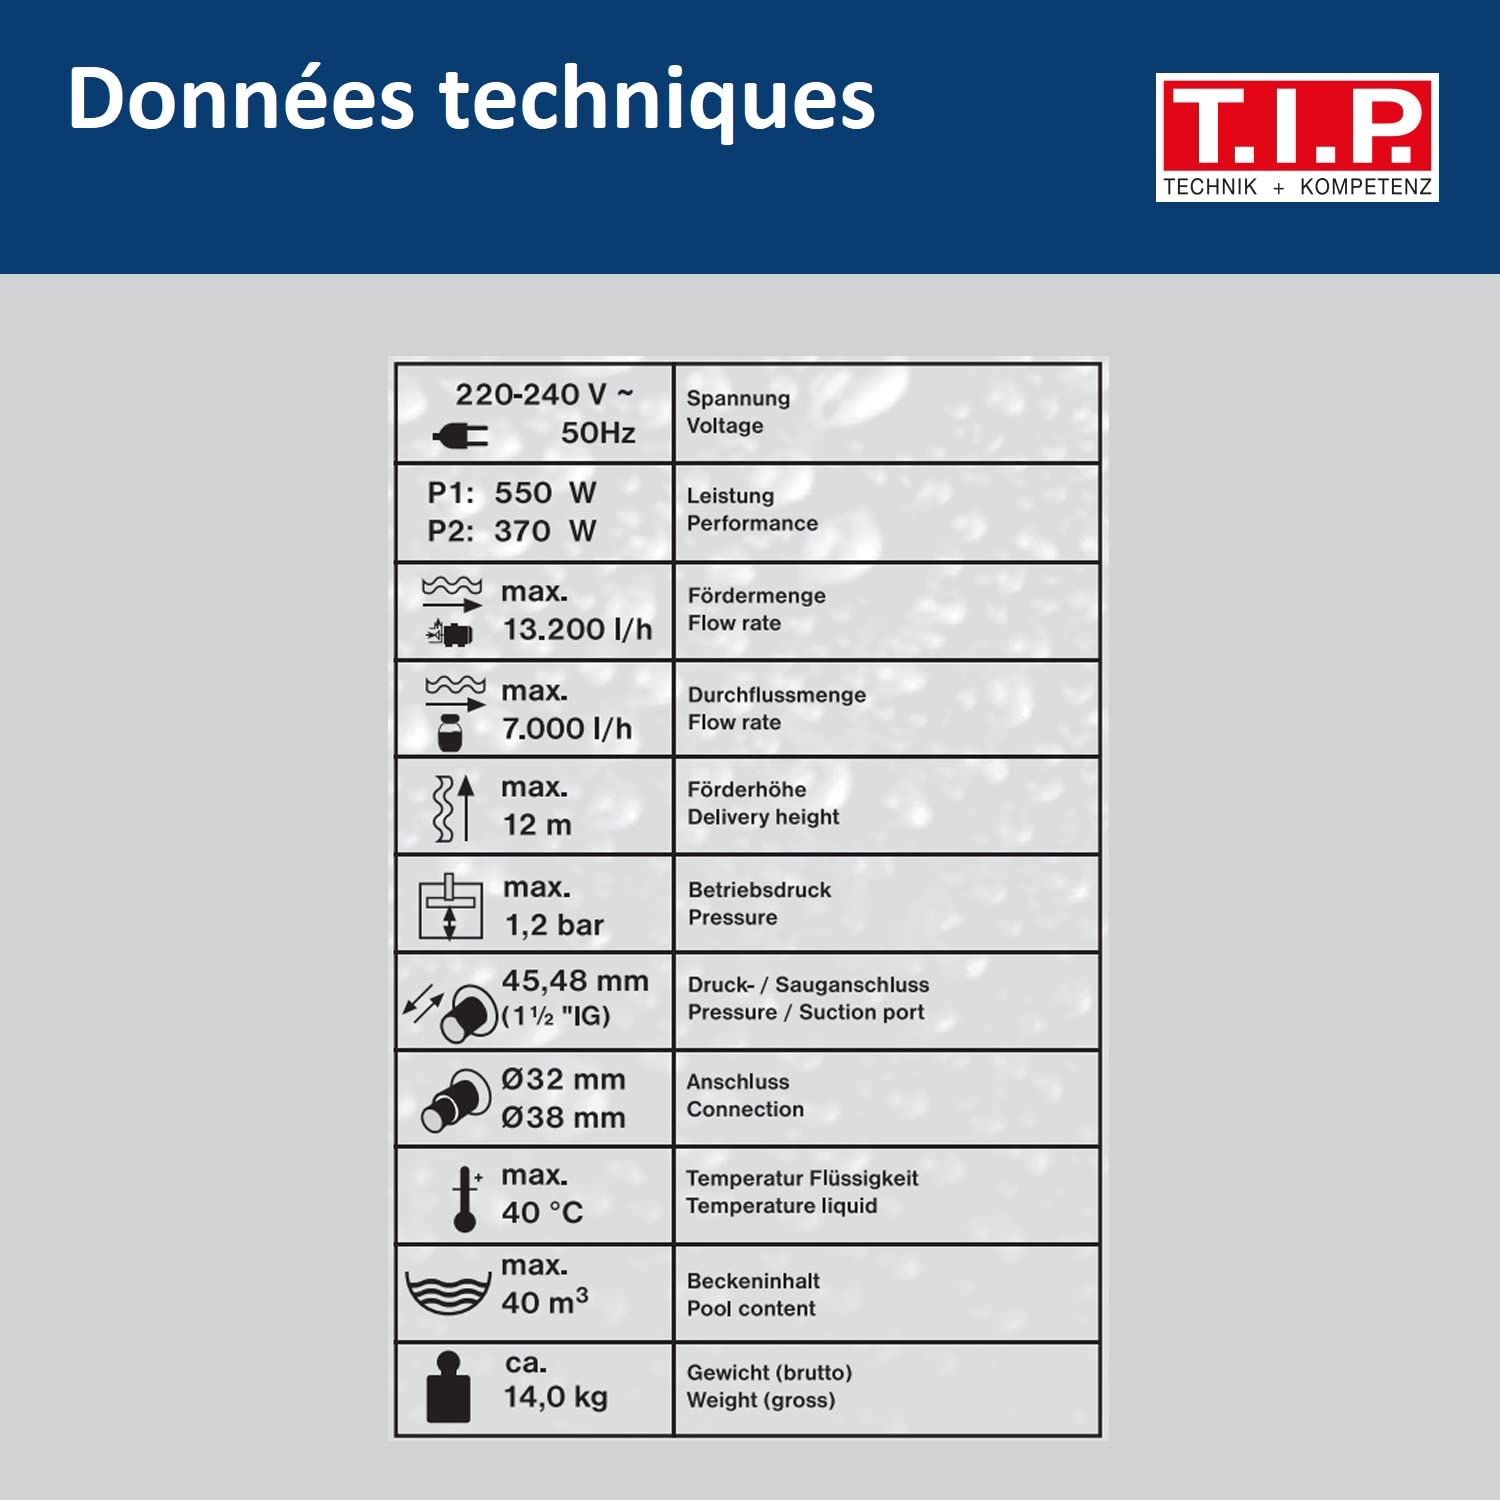 Données techniques
T.I.P.
TECHNIK + KOMPETENZ
220-240 V ~
50Hz
Spannung
Voltage
P1: 550 W
P2: 370 W
Leistung
Performance
max.
13.200 l/h
Fördermenge
Flow rate
max.
7.000 l/h
Durchflussmenge
Flow rate
max.
12 m
Förderhöhe
Delivery height
max.
1,2 bar
Betriebsdruck
Pressure
45,48 mm
(1½ "IG)
Druck- / Sauganschluss
Pressure / Suction port
Ø32 mm
Ø38 mm
Anschluss
Connection
max.
40 °C
Temperatur Flüssigkeit
Temperature liquid
max.
40 m³
Beckeninhalt
Pool content
ca.
14,0 kg
Gewicht (brutto)
Weight (gross)